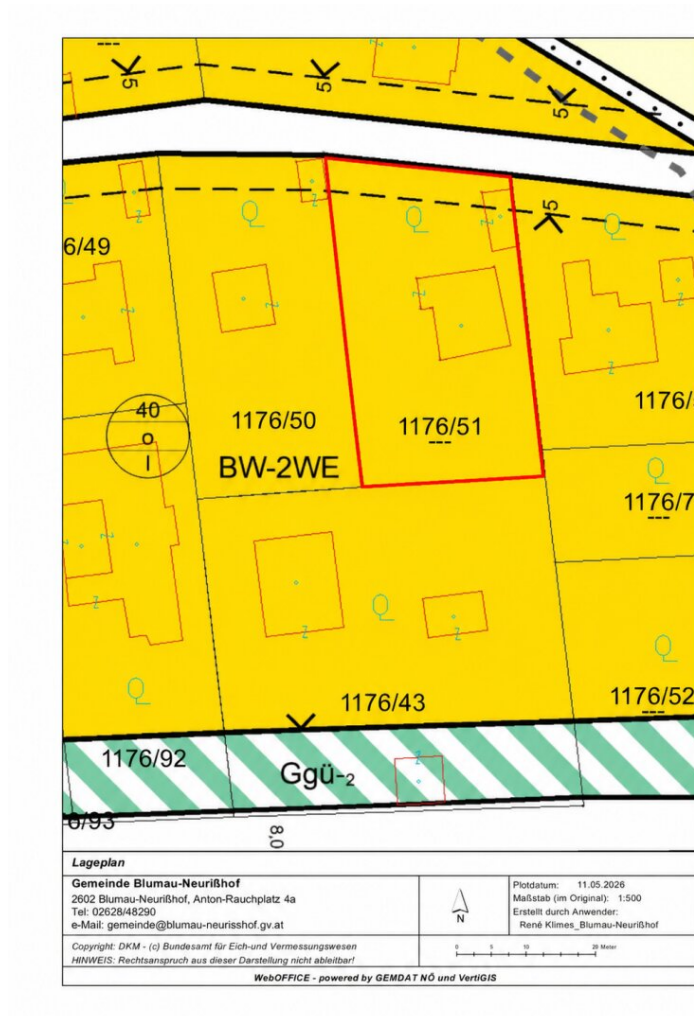 ---
5
5
5
5
6/49
40
o
I
1176/50
1176/51
---
BW-2WE
1176/
1176/7
---
1176/43
1176/52
---
1176/92
Ggü-2
6/93
8,0
Lageplan
Gemeinde Blumau-Neurißhof
2602 Blumau-Neurißhof, Anton-Rauchplatz 4a
Tel: 02628/48290
e-Mail: gemeinde@blumau-neurisshof.gv.at
N
Plotdatum: 11.05.2026
Maßstab (im Original): 1:500
Erstellt durch Anwender:
René Klimes_Blumau-Neurißhof
Copyright: DKM - (c) Bundesamt für Eich-und Vermessungswesen
HINWEIS: Rechtsanspruch aus dieser Darstellung nicht ableitbar!
0 5 10 20 Meter
WebOFFICE - powered by GEMDAT NÖ und VertiGIS